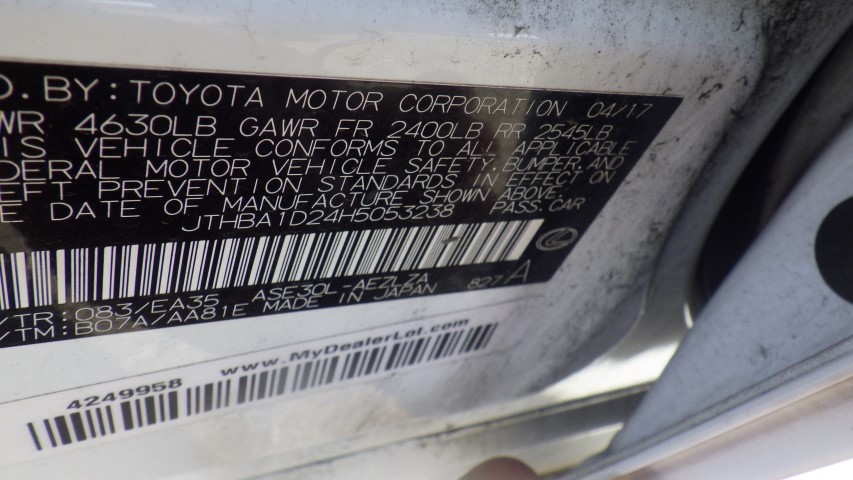 D.BY: TOYOTA MOTOR CORPORATION 04/17
WR 4630LB GAWR FR 2400LB RR 2545LB
IS VEHICLE CONFORMS TO ALL APPLICABLE
DERAL MOTOR VEHICLE SAFETY, BUMPER, AND
EFT PREVENTION STANDARDS IN EFFECT ON
E DATE OF MANUFACTURE SHOWN ABOVE.
JTHBA1D24H5053238 PASS.CAR
/TR: 083/EA35 ASE30L-AEZLZA 827A
/TM: B07A/AA81E MADE IN JAPAN
4249958 www.MyDealerLot.com